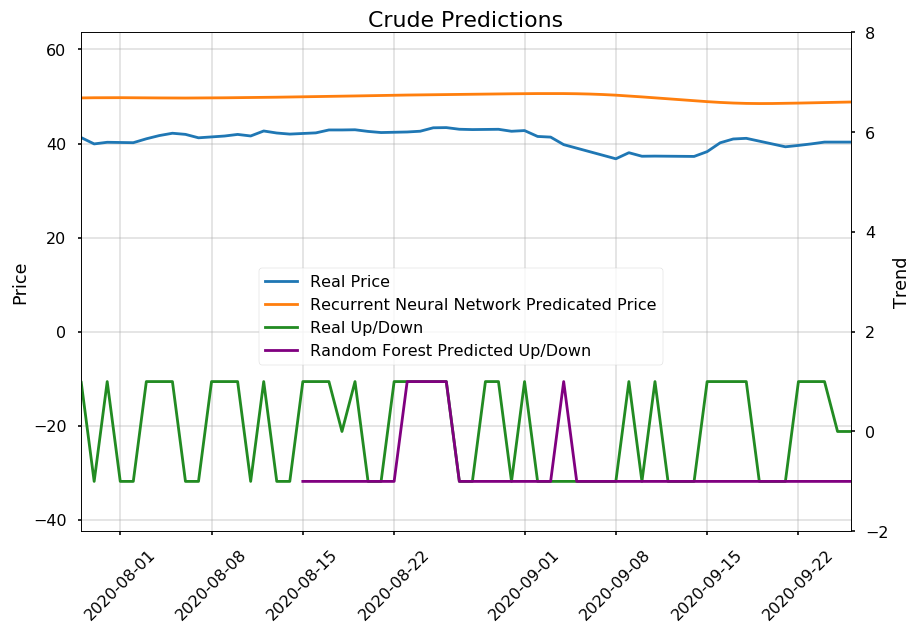 Crude Predictions
60
40
20
0
−20
−40
Price
8
6
4
2
0
−2
Trend
Real Price
Recurrent Neural Network Predicated Price
Real Up/Down
Random Forest Predicted Up/Down
2020-08-01
2020-08-08
2020-08-15
2020-08-22
2020-09-01
2020-09-08
2020-09-15
2020-09-22